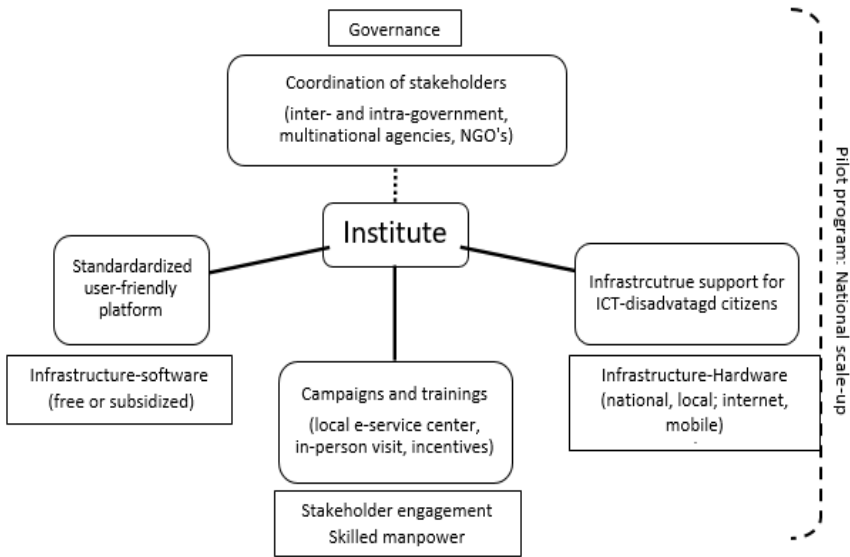 Governance
Coordination of stakeholders
(inter- and intra-government,
multinational agencies, NGO's)
Institute
Standardardized
user-friendly
platform
Infrastrcutrue support for
ICT-disadvatagd citizens
Infrastructure-software
(free or subsidized)
Campaigns and trainings
(local e-service center,
in-person visit, incentives)
Infrastructure-Hardware
(national, local; internet,
mobile)
Stakeholder engagement
Skilled manpower
Pilot program: National scale-up